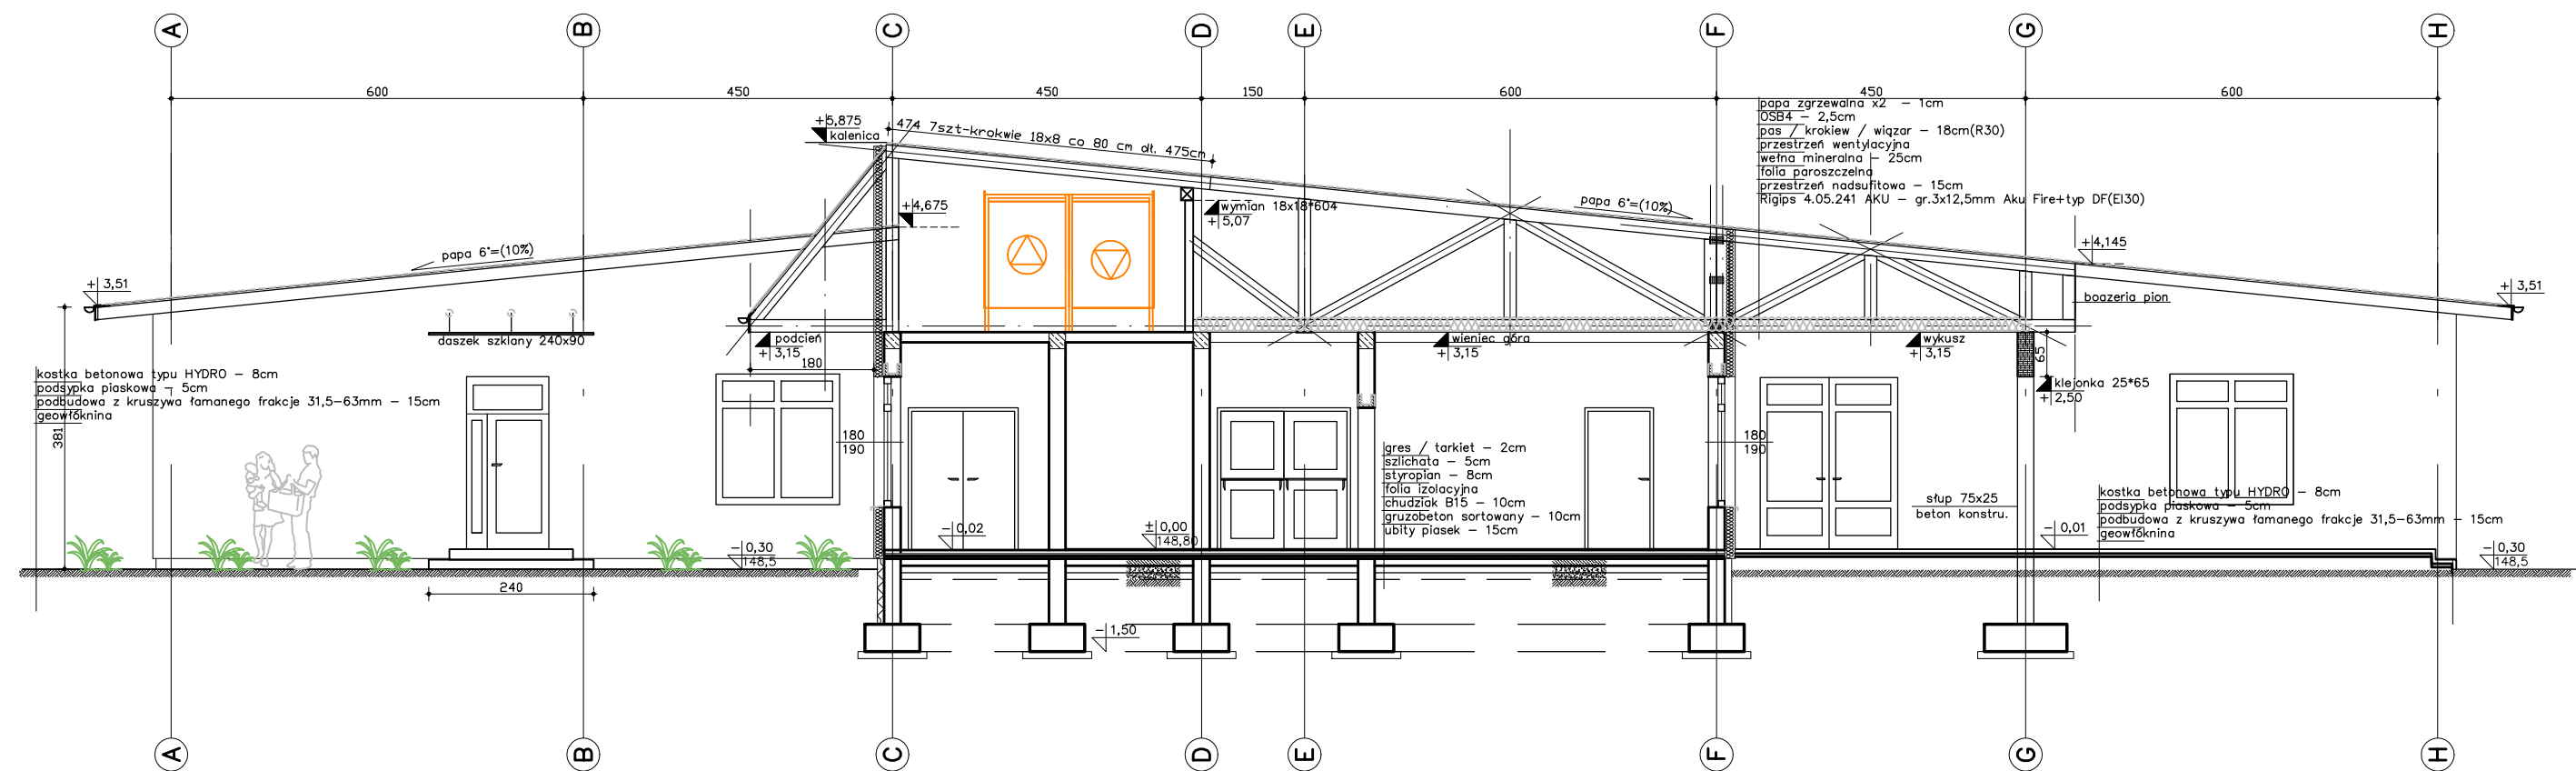 A B C D E F G H
600 450 450 150 600 450 600
papa zgrzewalna x2 – 1cm
OSB4 – 2,5cm
pas / krokiew / wiązar – 18cm(R30)
przestrzeń wentylacyjna
wełna mineralna – 25cm
folia paroszczelna
przestrzeń nadsufitowa – 15cm
Rigips 4.05.241 AKU – gr.3x12,5mm Aku Fire+typ DF(EI30)
+5,875
kalenica
474 7szt-krokwie 18x8 co 80 cm dł. 475cm
+4,675
wymian 18x18*604
+5,07
papa 6°=(10%)
papa 6°=(10%)
+4,145
+3,51
+3,51
boazeria pion
daszek szklany 240x90
podcień
+3,15
180
wieniec góra
+3,15
wykusz
+3,15
65
klejonka 25*65
+2,50
kostka betonowa typu HYDRO – 8cm
podsypka piaskowa – 5cm
podbudowa z kruszywa łamanego frakcje 31,5–63mm – 15cm
geowłóknina
381
180
190
180
190
gres / tarkiet – 2cm
szlichata – 5cm
styropian – 8cm
folia izolacyjna
chudziak B15 – 10cm
gruzobeton sortowany – 10cm
ubity piasek – 15cm
słup 75x25
beton konstru.
kostka betonowa typu HYDRO – 8cm
podsypka piaskowa – 5cm
podbudowa z kruszywa łamanego frakcje 31,5–63mm – 15cm
geowłóknina
–0,02
±0,00
148,80
–0,01
–0,30
148,5
–0,30
148,5
240
–1,50
A B C D E F G H